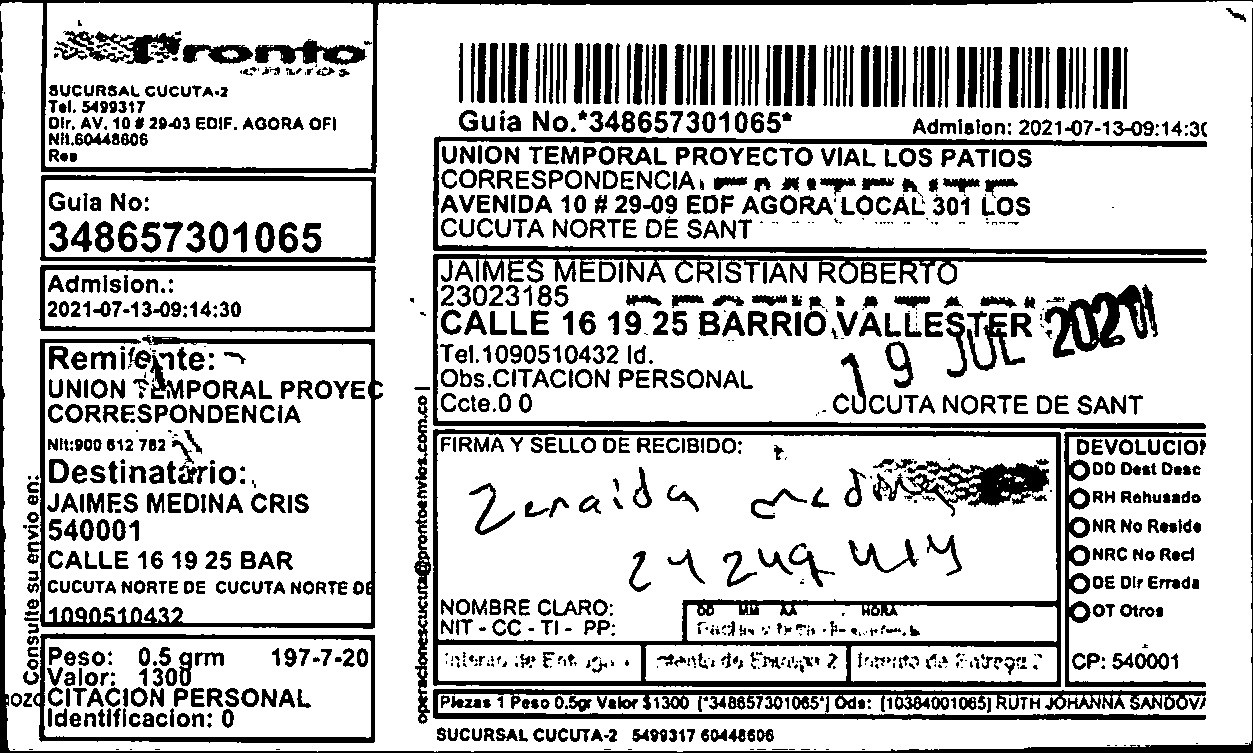 Pronto
envios
SUCURSAL CUCUTA-2
Tel. 5499317
Dir. AV. 10 # 29-03 EDIF. AGORA OFI
Nit.60448606
Res
Guia No:
348657301065
Admision.:
2021-07-13-09:14:30
Remitente:
UNION TEMPORAL PROYEC
CORRESPONDENCIA
Nit:900 612 782
Destinatario:
JAIMES MEDINA CRIS
540001
CALLE 16 19 25 BAR
CUCUTA NORTE DE CUCUTA NORTE DE
1090510432
Peso: 0.5 grm 197-7-20
Valor: 1300
CITACION PERSONAL
Identificacion: 0
Consulte su envio en:
operacionescucuta@prontoenvios.com.co
Guia No.*348657301065*
Admision: 2021-07-13-09:14:30
UNION TEMPORAL PROYECTO VIAL LOS PATIOS
CORRESPONDENCIA
AVENIDA 10 # 29-09 EDF AGORA LOCAL 301 LOS
CUCUTA NORTE DE SANT
JAIMES MEDINA CRISTIAN ROBERTO
23023185
CALLE 16 19 25 BARRIO VALLESTER
19 JUL 2021
Tel.1090510432 Id.
Obs.CITACION PERSONAL
Ccte.0 0
CUCUTA NORTE DE SANT
FIRMA Y SELLO DE RECIBIDO:
Zeraida
NOMBRE CLARO:
NIT - CC - TI - PP:
DD MM AA HORA
Intento de Entrega 2
DEVOLUCION
DD Dest Desc
RH Rehusado
NR No Reside
NRC No Recl
DE Dir Errada
OT Otros
CP: 540001
Piezas 1 Peso 0.5gr Valor $1300 [*348657301065*] Ods: [10384001065] RUTH JOHANNA SANDOVA
SUCURSAL CUCUTA-2 5499317 60448606